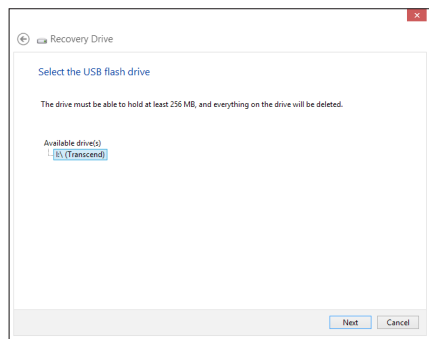 Recovery Drive
Select the USB flash drive
The drive must be able to hold at least 256 MB, and everything on the drive will be deleted.
Available drive(s)
I:\ (Transcend)
Next Cancel